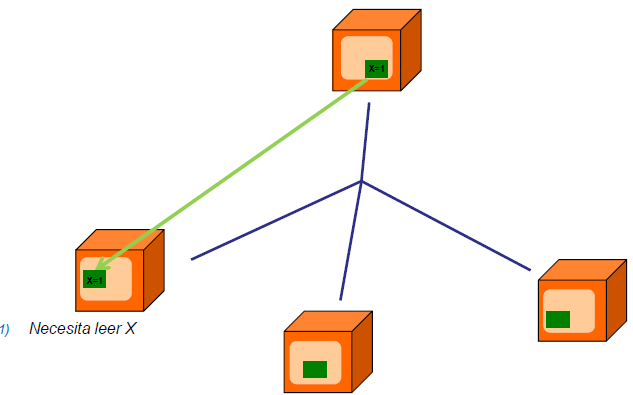 X=1
X=1
1) Necesita leer X